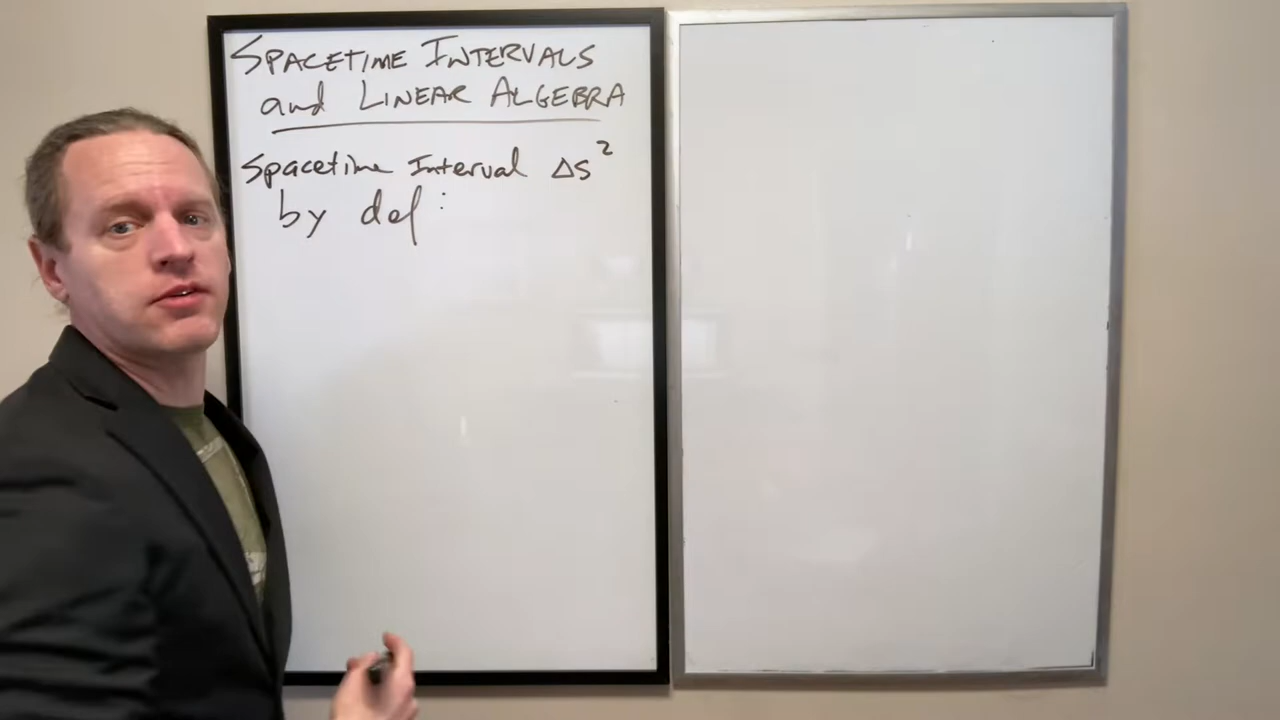 SPACETIME INTERVALS
and LINEAR ALGEBRA
Spacetime Interval Δs²
by def: